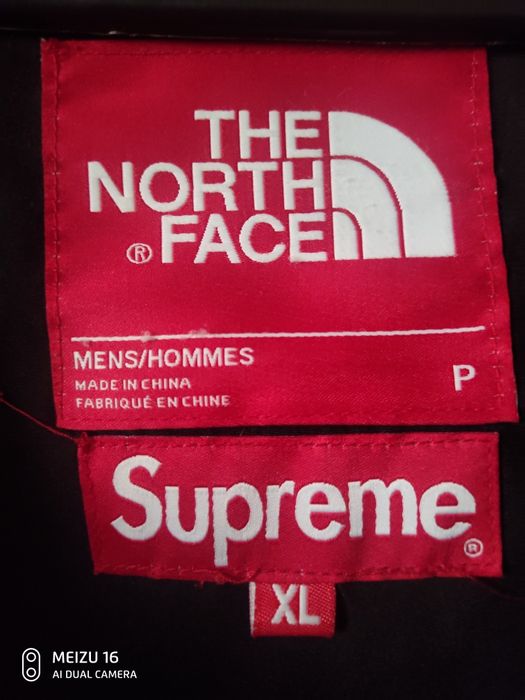 THE
NORTH
® FACE
MENS/HOMMES
MADE IN CHINA
FABRIQUÉ EN CHINE
P
Supreme
®
XL
MEIZU 16
AI DUAL CAMERA